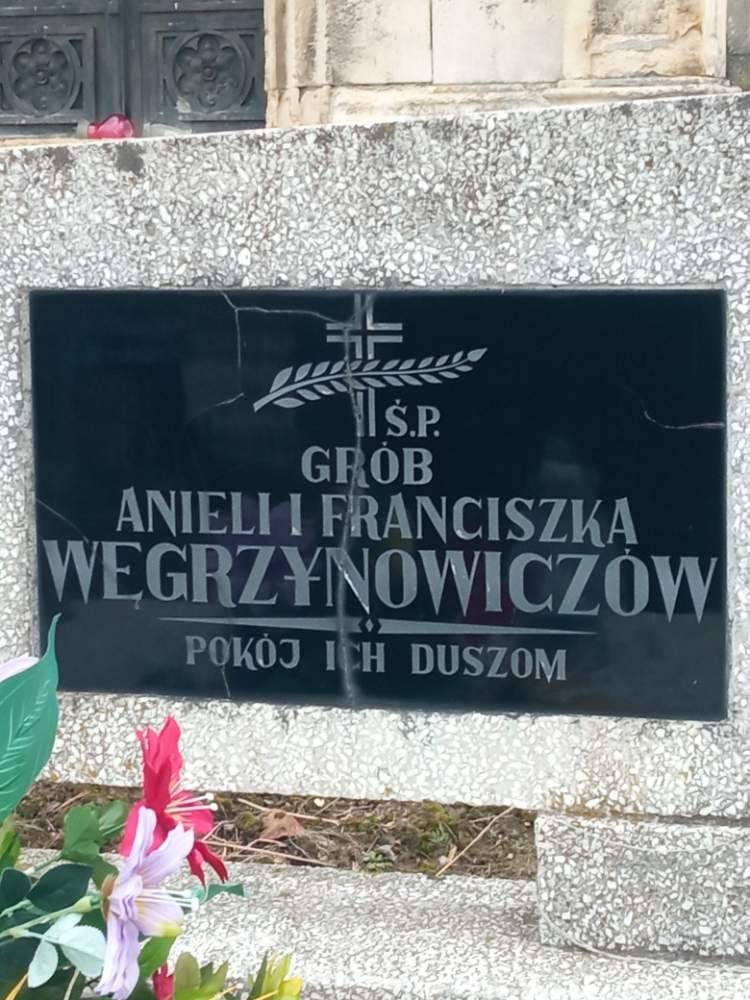 Ś.P.
GRÓB
ANIELI I FRANCISZKA
WĘGRZYNOWICZÓW
POKÓJ ICH DUSZOM